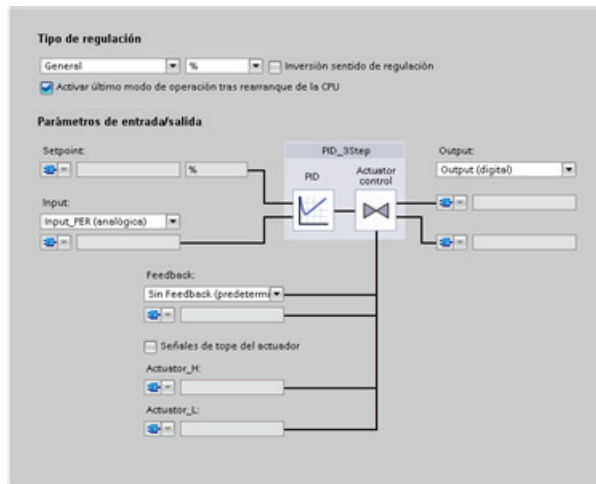 Tipo de regulación
General % Inversión sentido de regulación
Activar último modo de operación tras rearranque de la CPU
Parámetros de entrada/salida
Setpoint:
%
Input:
Input_PER (analógica)
PID_3Step
PID
Actuator
control
Output:
Output (digital)
Feedback:
Sin Feedback (predetermi
Señales de tope del actuador
Actuator_H:
Actuator_L: